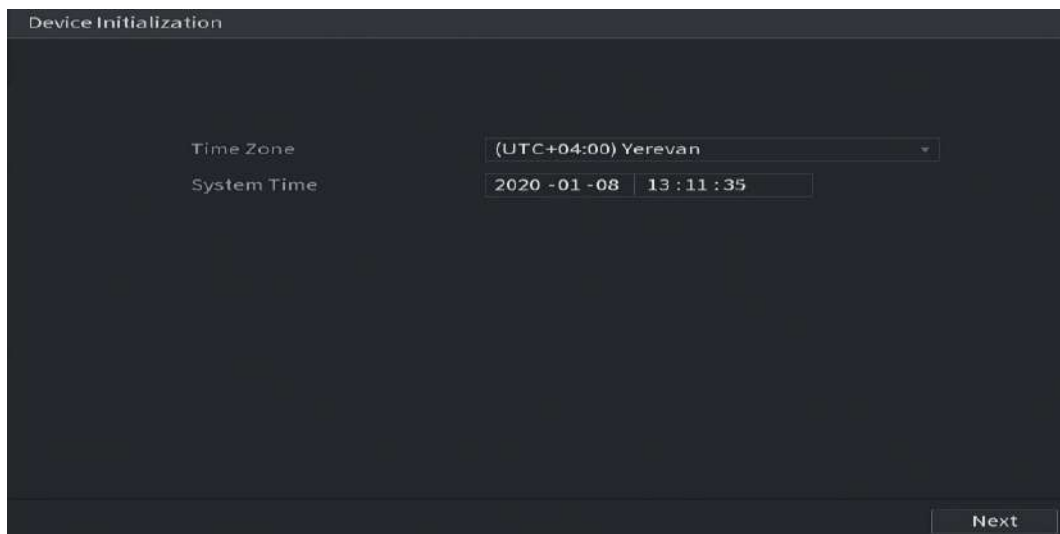 Device Initialization
Time Zone (UTC+04:00) Yerevan
System Time 2020 -01 -08 13 : 11 : 35
Next